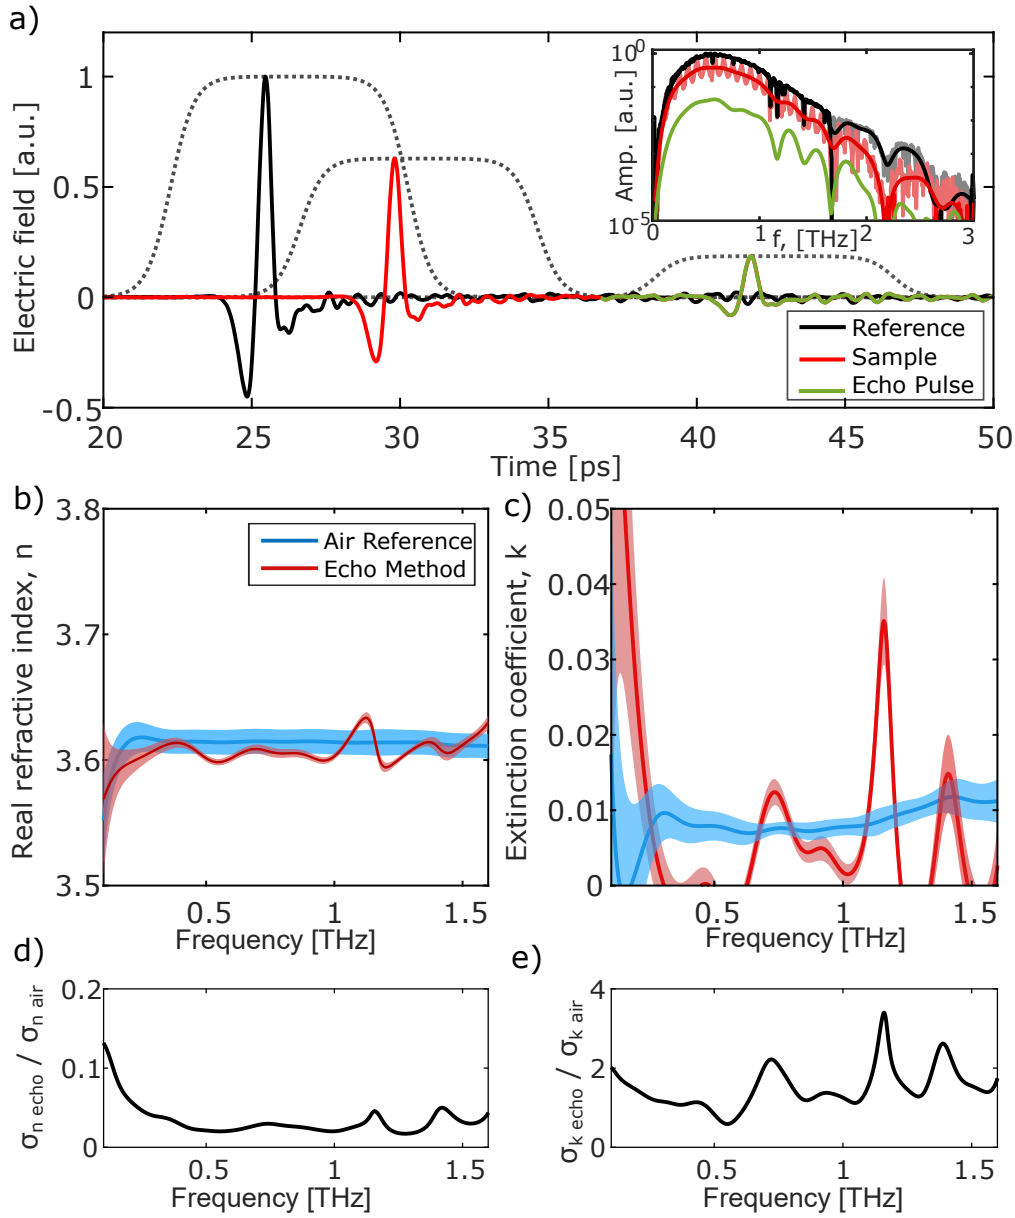 a)
Electric field [a.u.]
1
0.5
0
-0.5
20
25
30
35
40
45
50
Time [ps]
Amp. [a.u.]
10^0
10^-5
0
1
2
3
f, [THz]
Reference
Sample
Echo Pulse
b)
Real refractive index, n
3.8
3.7
3.6
3.5
0.5
1
1.5
Frequency [THz]
Air Reference
Echo Method
c)
Extinction coefficient, k
0.05
0.04
0.03
0.02
0.01
0
0.5
1
1.5
Frequency [THz]
d)
σn echo / σn air
0.2
0.1
0
0.5
1
1.5
Frequency [THz]
e)
σk echo / σk air
4
2
0
0.5
1
1.5
Frequency [THz]